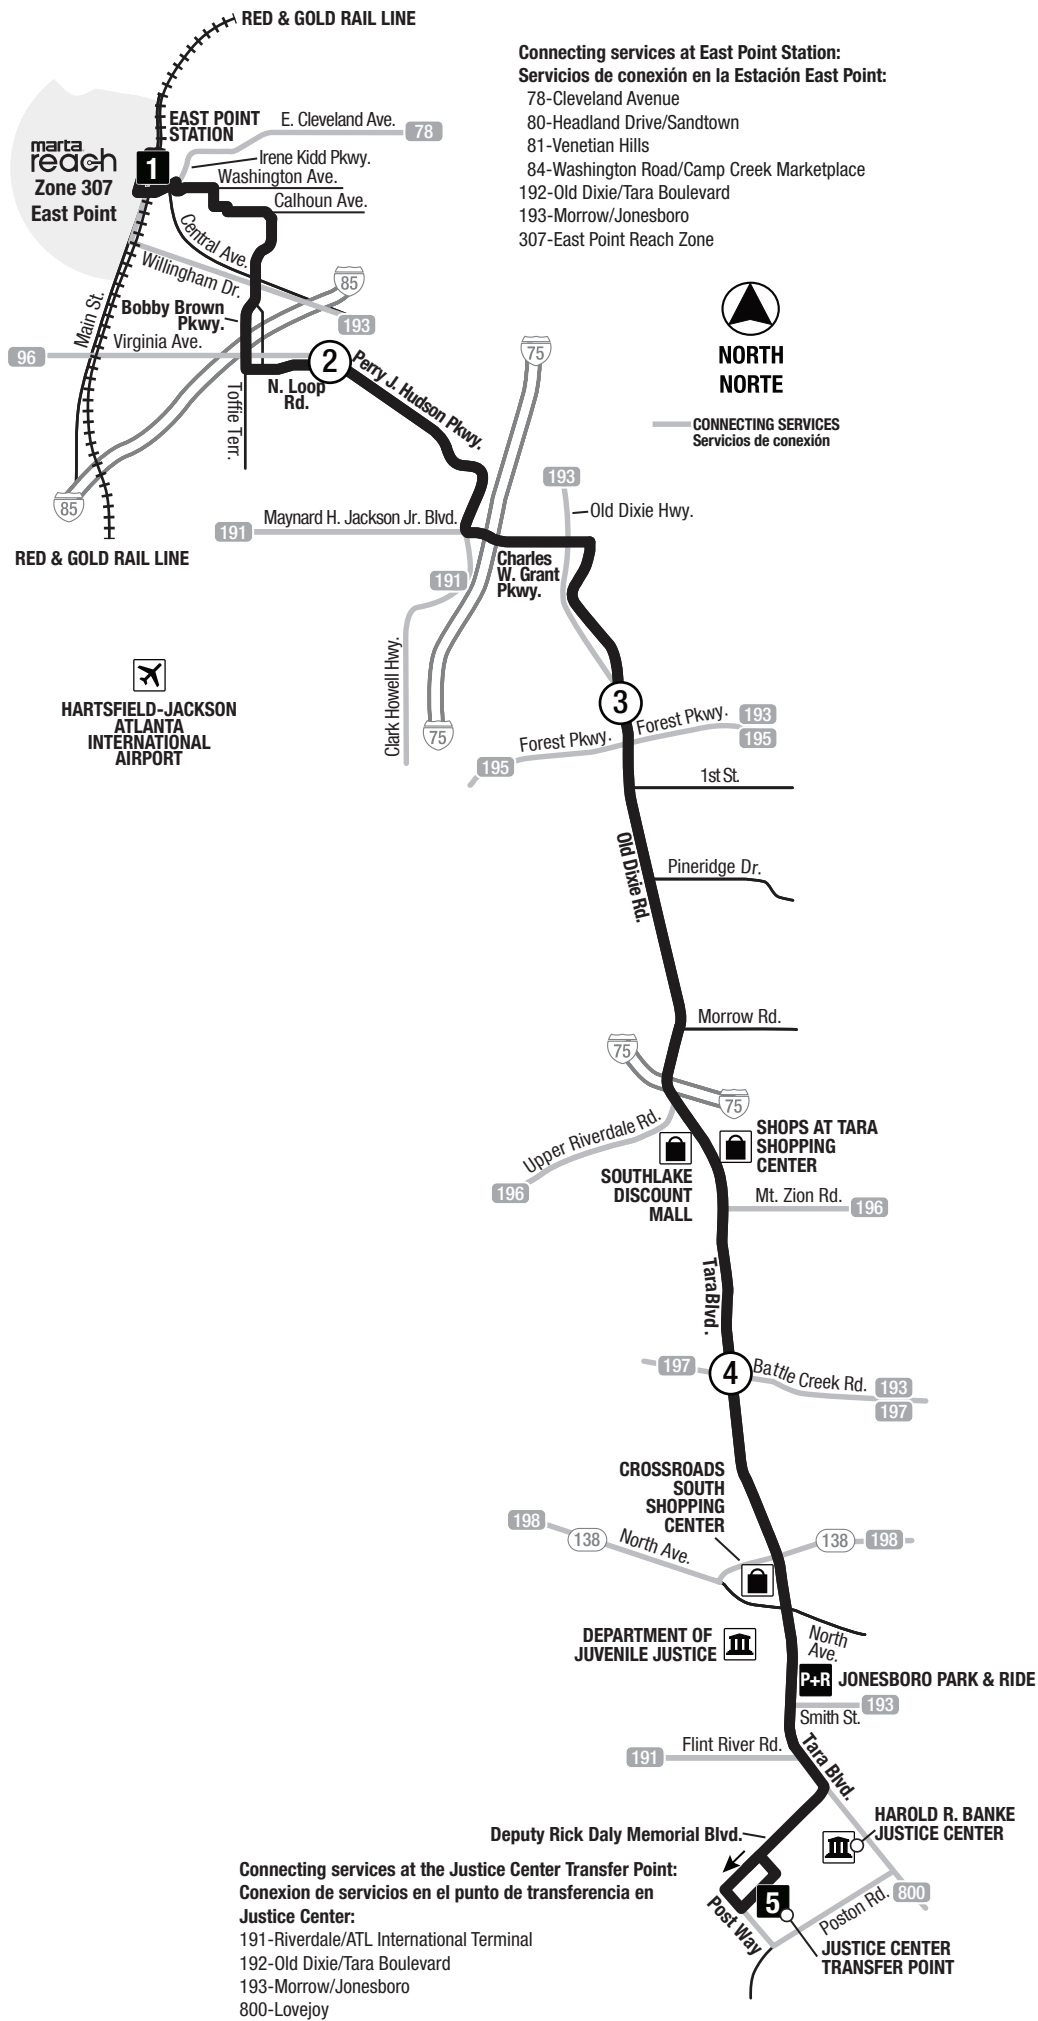 RED & GOLD RAIL LINE
Connecting services at East Point Station:
Servicios de conexión en la Estación East Point:
78-Cleveland Avenue
80-Headland Drive/Sandtown
81-Venetian Hills
84-Washington Road/Camp Creek Marketplace
192-Old Dixie/Tara Boulevard
193-Morrow/Jonesboro
307-East Point Reach Zone
EAST POINT
STATION
E. Cleveland Ave.
78
marta
reach
Zone 307
East Point
1
Irene Kidd Pkwy.
Washington Ave.
Calhoun Ave.
Central Ave.
Willingham Dr.
85
Main St.
Bobby Brown
Pkwy.
193
Virginia Ave.
96
2
Perry J. Hudson Pkwy.
N. Loop
Rd.
Toffie Terr.
75
NORTH
NORTE
CONNECTING SERVICES
Servicios de conexión
85
RED & GOLD RAIL LINE
193
Old Dixie Hwy.
Maynard H. Jackson Jr. Blvd.
191
Charles
W. Grant
Pkwy.
191
Clark Howell Hwy.
75
HARTSFIELD-JACKSON
ATLANTA
INTERNATIONAL
AIRPORT
3
Forest Pkwy.
193
195
Forest Pkwy.
195
1st St.
Old Dixie Rd.
Pineridge Dr.
Morrow Rd.
75
75
Upper Riverdale Rd.
196
SHOPS AT TARA
SHOPPING
CENTER
SOUTHLAKE
DISCOUNT
MALL
Mt. Zion Rd.
196
Tara Blvd.
197
4
Battle Creek Rd.
193
197
CROSSROADS
SOUTH
SHOPPING
CENTER
198
138
North Ave.
138
198
DEPARTMENT OF
JUVENILE JUSTICE
North
Ave.
P+R
JONESBORO PARK & RIDE
193
Smith St.
Flint River Rd.
191
Tara Blvd.
HAROLD R. BANKE
JUSTICE CENTER
Deputy Rick Daly Memorial Blvd.
Connecting services at the Justice Center Transfer Point:
Conexion de servicios en el punto de transferencia en
Justice Center:
191-Riverdale/ATL International Terminal
192-Old Dixie/Tara Boulevard
193-Morrow/Jonesboro
800-Lovejoy
5
Post Way
Poston Rd.
800
JUSTICE CENTER
TRANSFER POINT